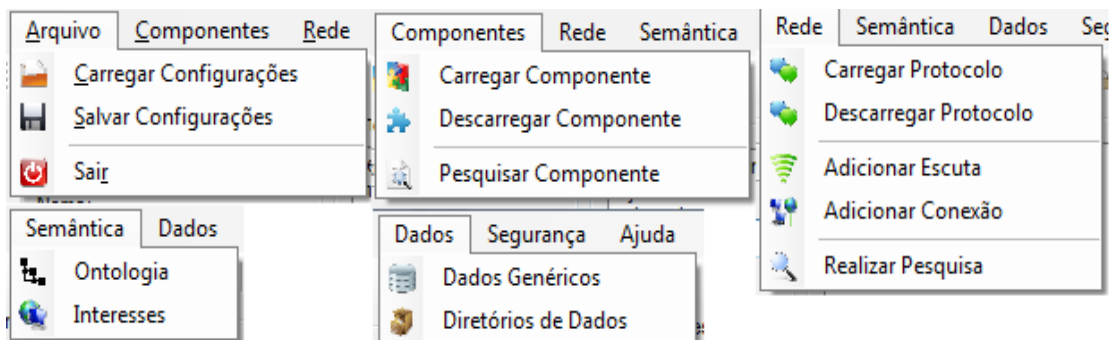 Arquivo Componentes Rede
Carregar Configurações
Salvar Configurações
Sair
Componentes Rede Semântica
Carregar Componente
Descarregar Componente
Pesquisar Componente
Rede Semântica Dados
Carregar Protocolo
Descarregar Protocolo
Adicionar Escuta
Adicionar Conexão
Realizar Pesquisa
Semântica Dados
Ontologia
Interesses
Dados Segurança Ajuda
Dados Genéricos
Diretórios de Dados